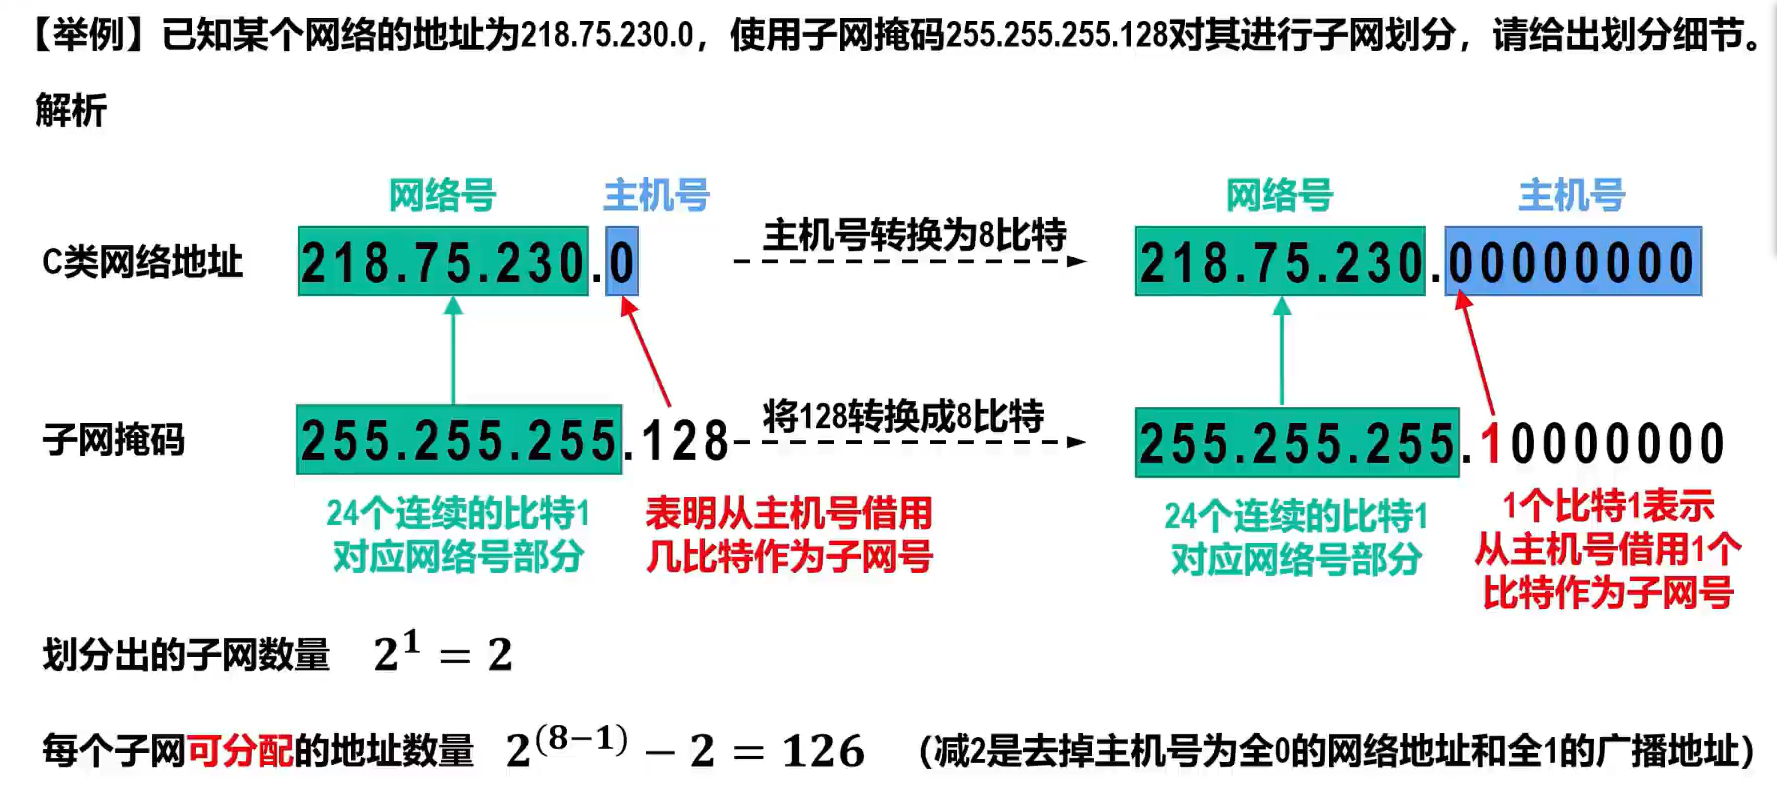 【举例】已知某个网络的地址为218.75.230.0，使用子网掩码255.255.255.128对其进行子网划分，请给出划分细节。
解析
网络号 主机号 网络号 主机号
C类网络地址 218.75.230.0 主机号转换为8比特 218.75.230.00000000
子网掩码 255.255.255.128 将128转换成8比特 255.255.255.10000000
24个连续的比特1
对应网络号部分
表明从主机号借用
几比特作为子网号
24个连续的比特1
对应网络号部分
1个比特1表示
从主机号借用1个
比特作为子网号
划分出的子网数量 2^1 = 2
每个子网可分配的地址数量 2^(8−1) − 2 = 126 （减2是去掉主机号为全0的网络地址和全1的广播地址）